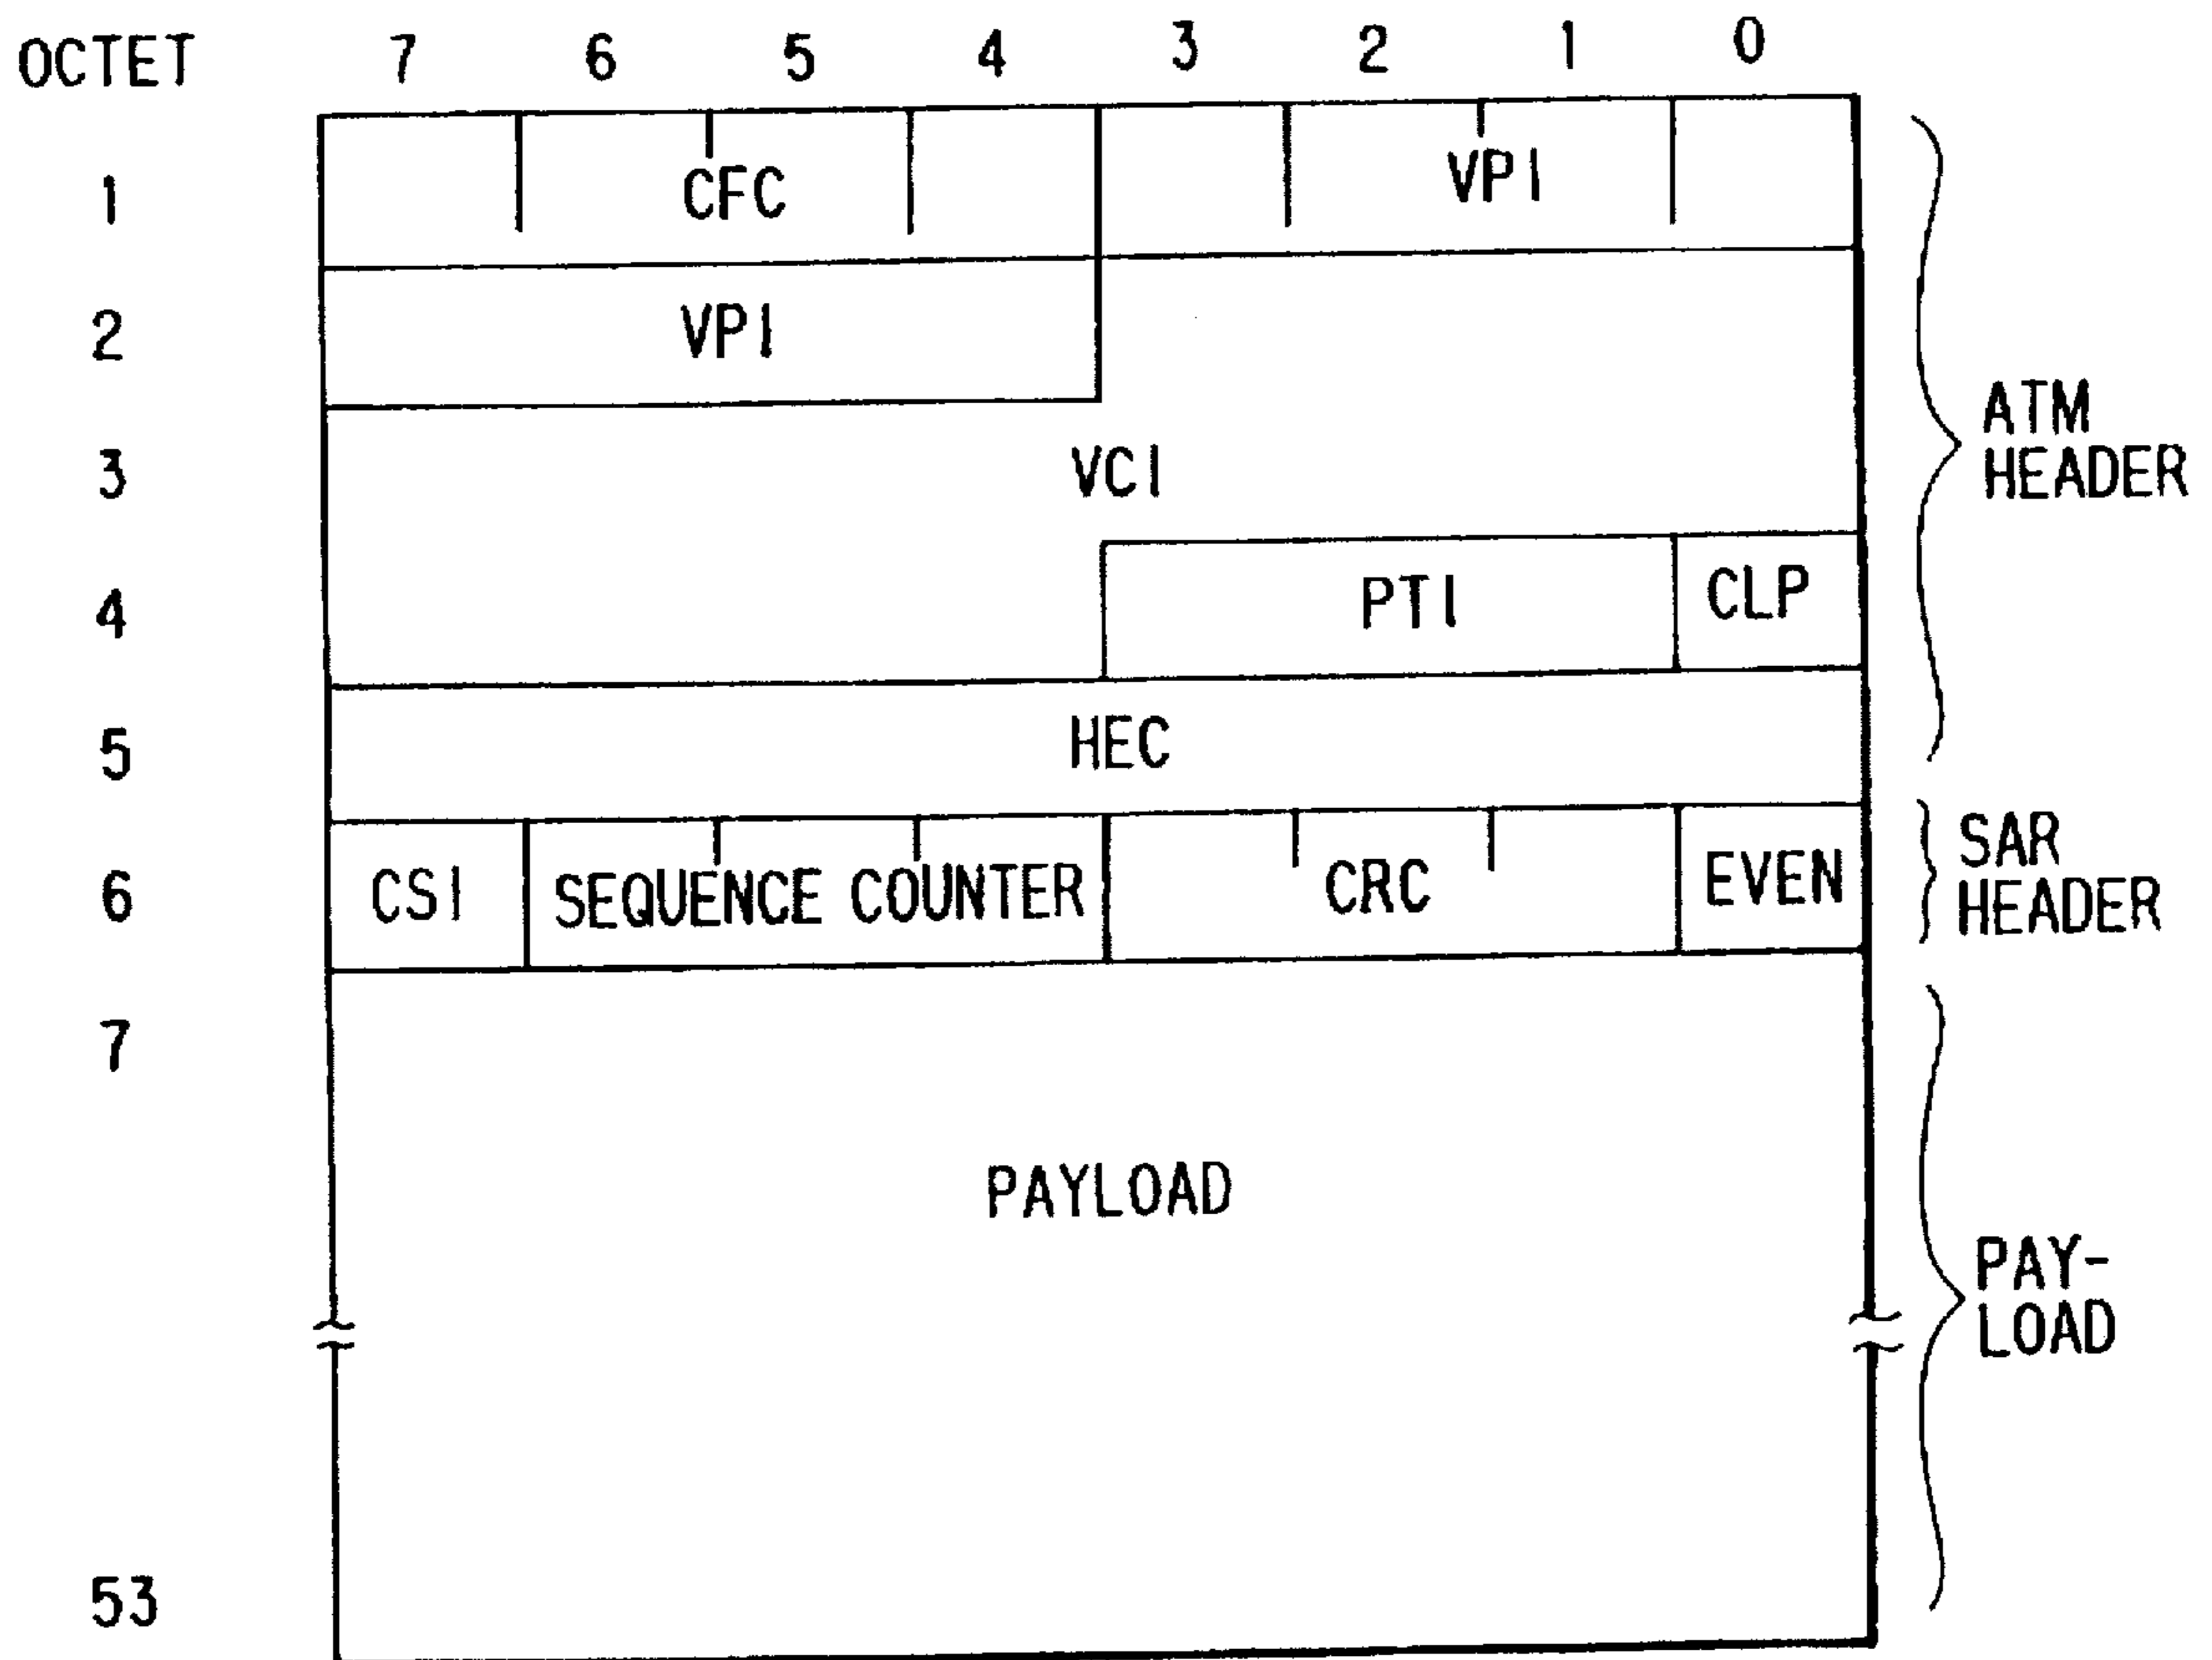 OCTET 7 6 5 4 3 2 1 0
1 CFC VPI
2 VPI
3 VCI
4 PTI CLP
5 HEC
6 CSI SEQUENCE COUNTER CRC EVEN
7
PAYLOAD
53
ATM
HEADER
SAR
HEADER
PAY-
LOAD